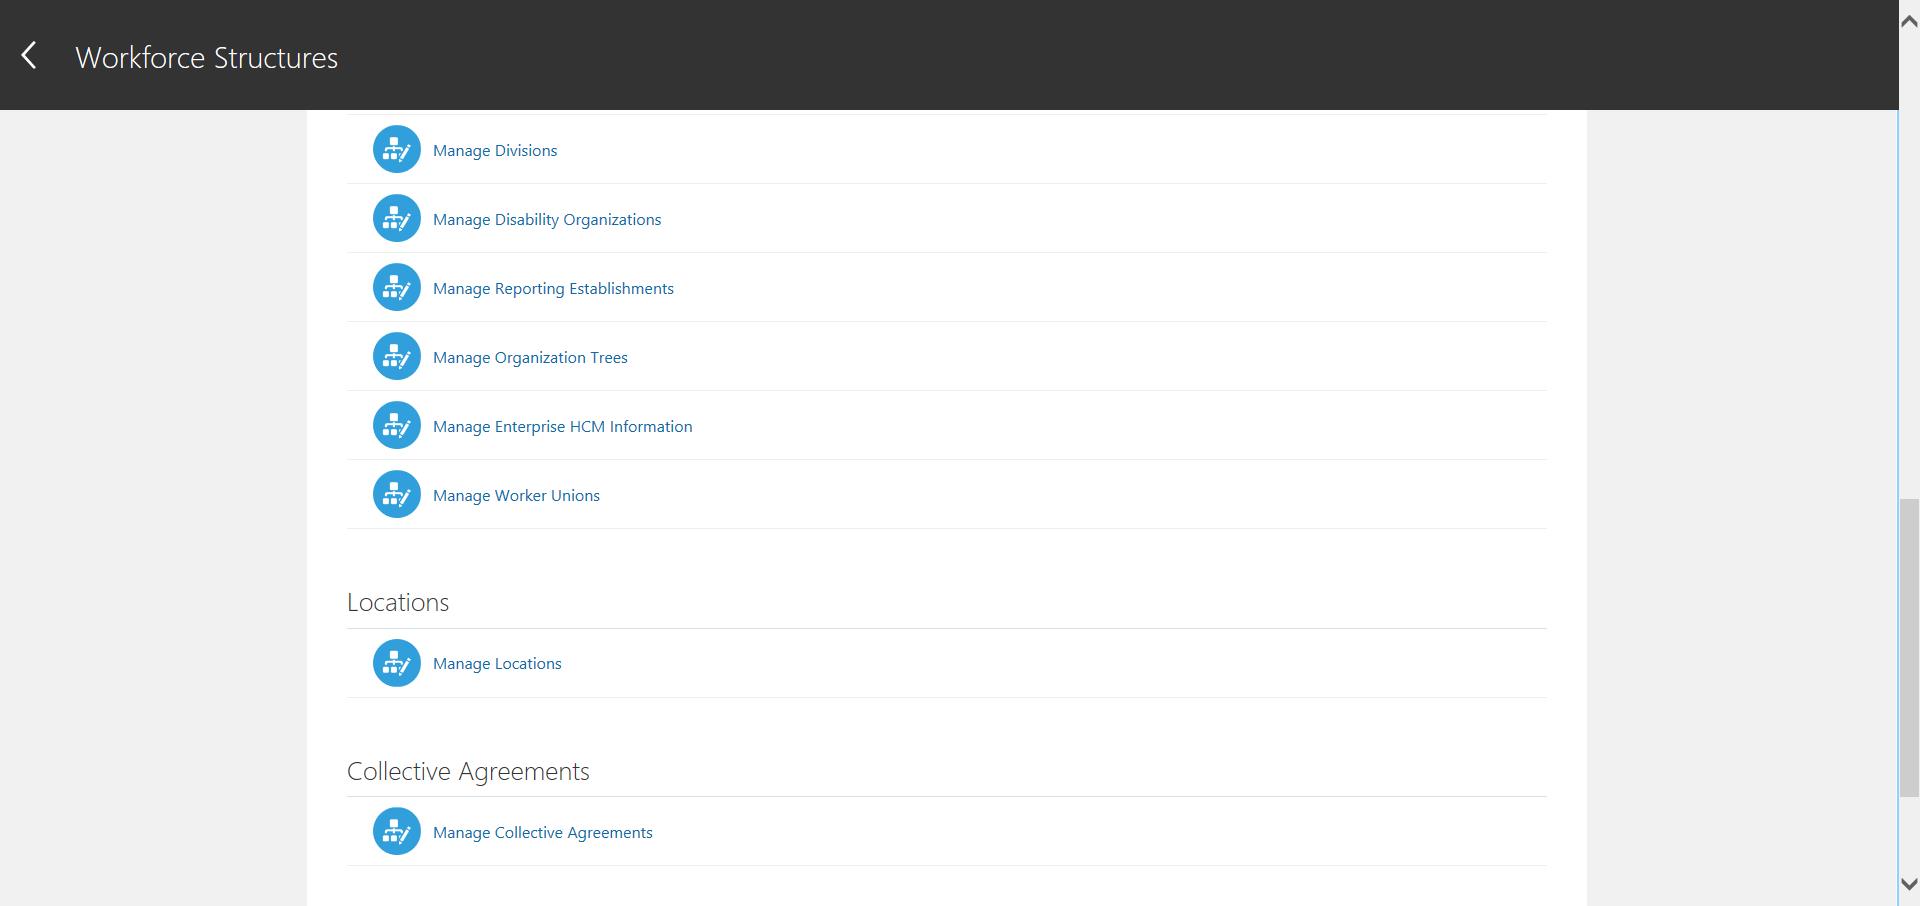 Workforce Structures
Manage Divisions
Manage Disability Organizations
Manage Reporting Establishments
Manage Organization Trees
Manage Enterprise HCM Information
Manage Worker Unions
Locations
Manage Locations
Collective Agreements
Manage Collective Agreements